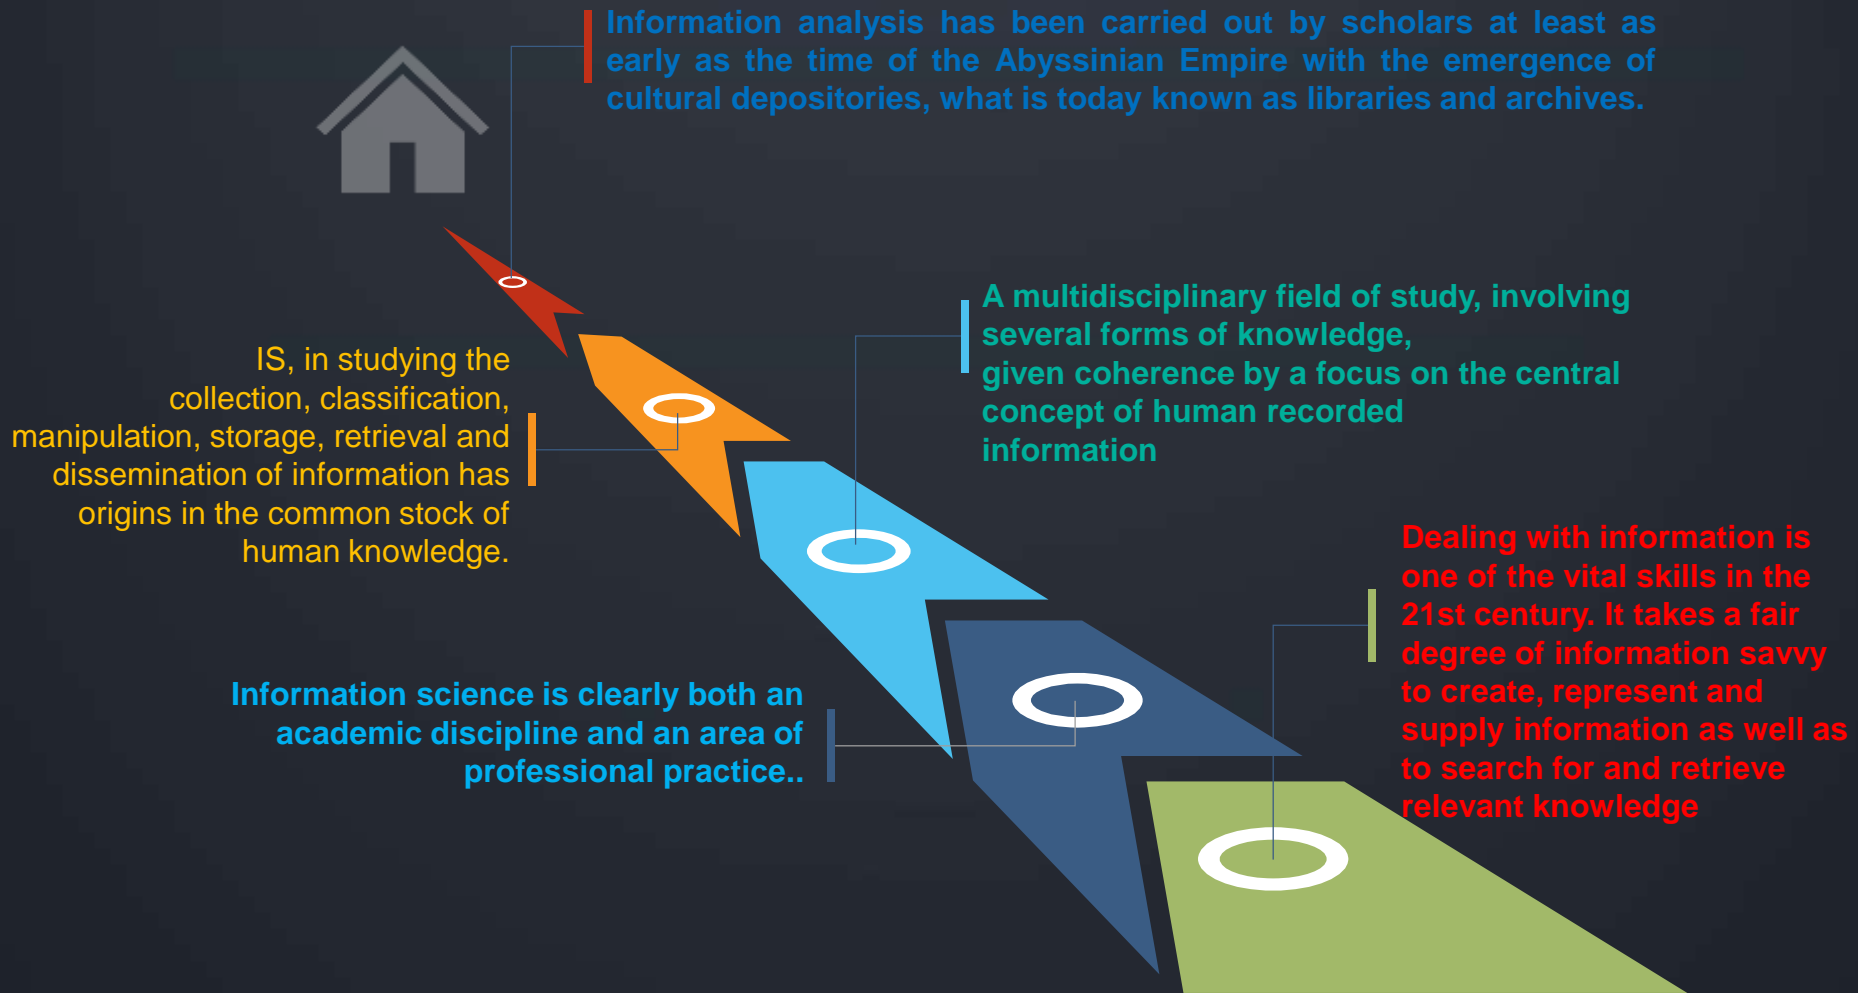 Information analysis has been carried out by scholars at least as
early as the time of the Abyssinian Empire with the emergence of
cultural depositories, what is today known as libraries and archives.
A multidisciplinary field of study, involving
several forms of knowledge,
given coherence by a focus on the central
concept of human recorded
information
IS, in studying the
collection, classification,
manipulation, storage, retrieval and
dissemination of information has
origins in the common stock of
human knowledge.
Dealing with information is
one of the vital skills in the
21st century. It takes a fair
degree of information savvy
to create, represent and
supply information as well as
to search for and retrieve
relevant knowledge
Information science is clearly both an
academic discipline and an area of
professional practice..